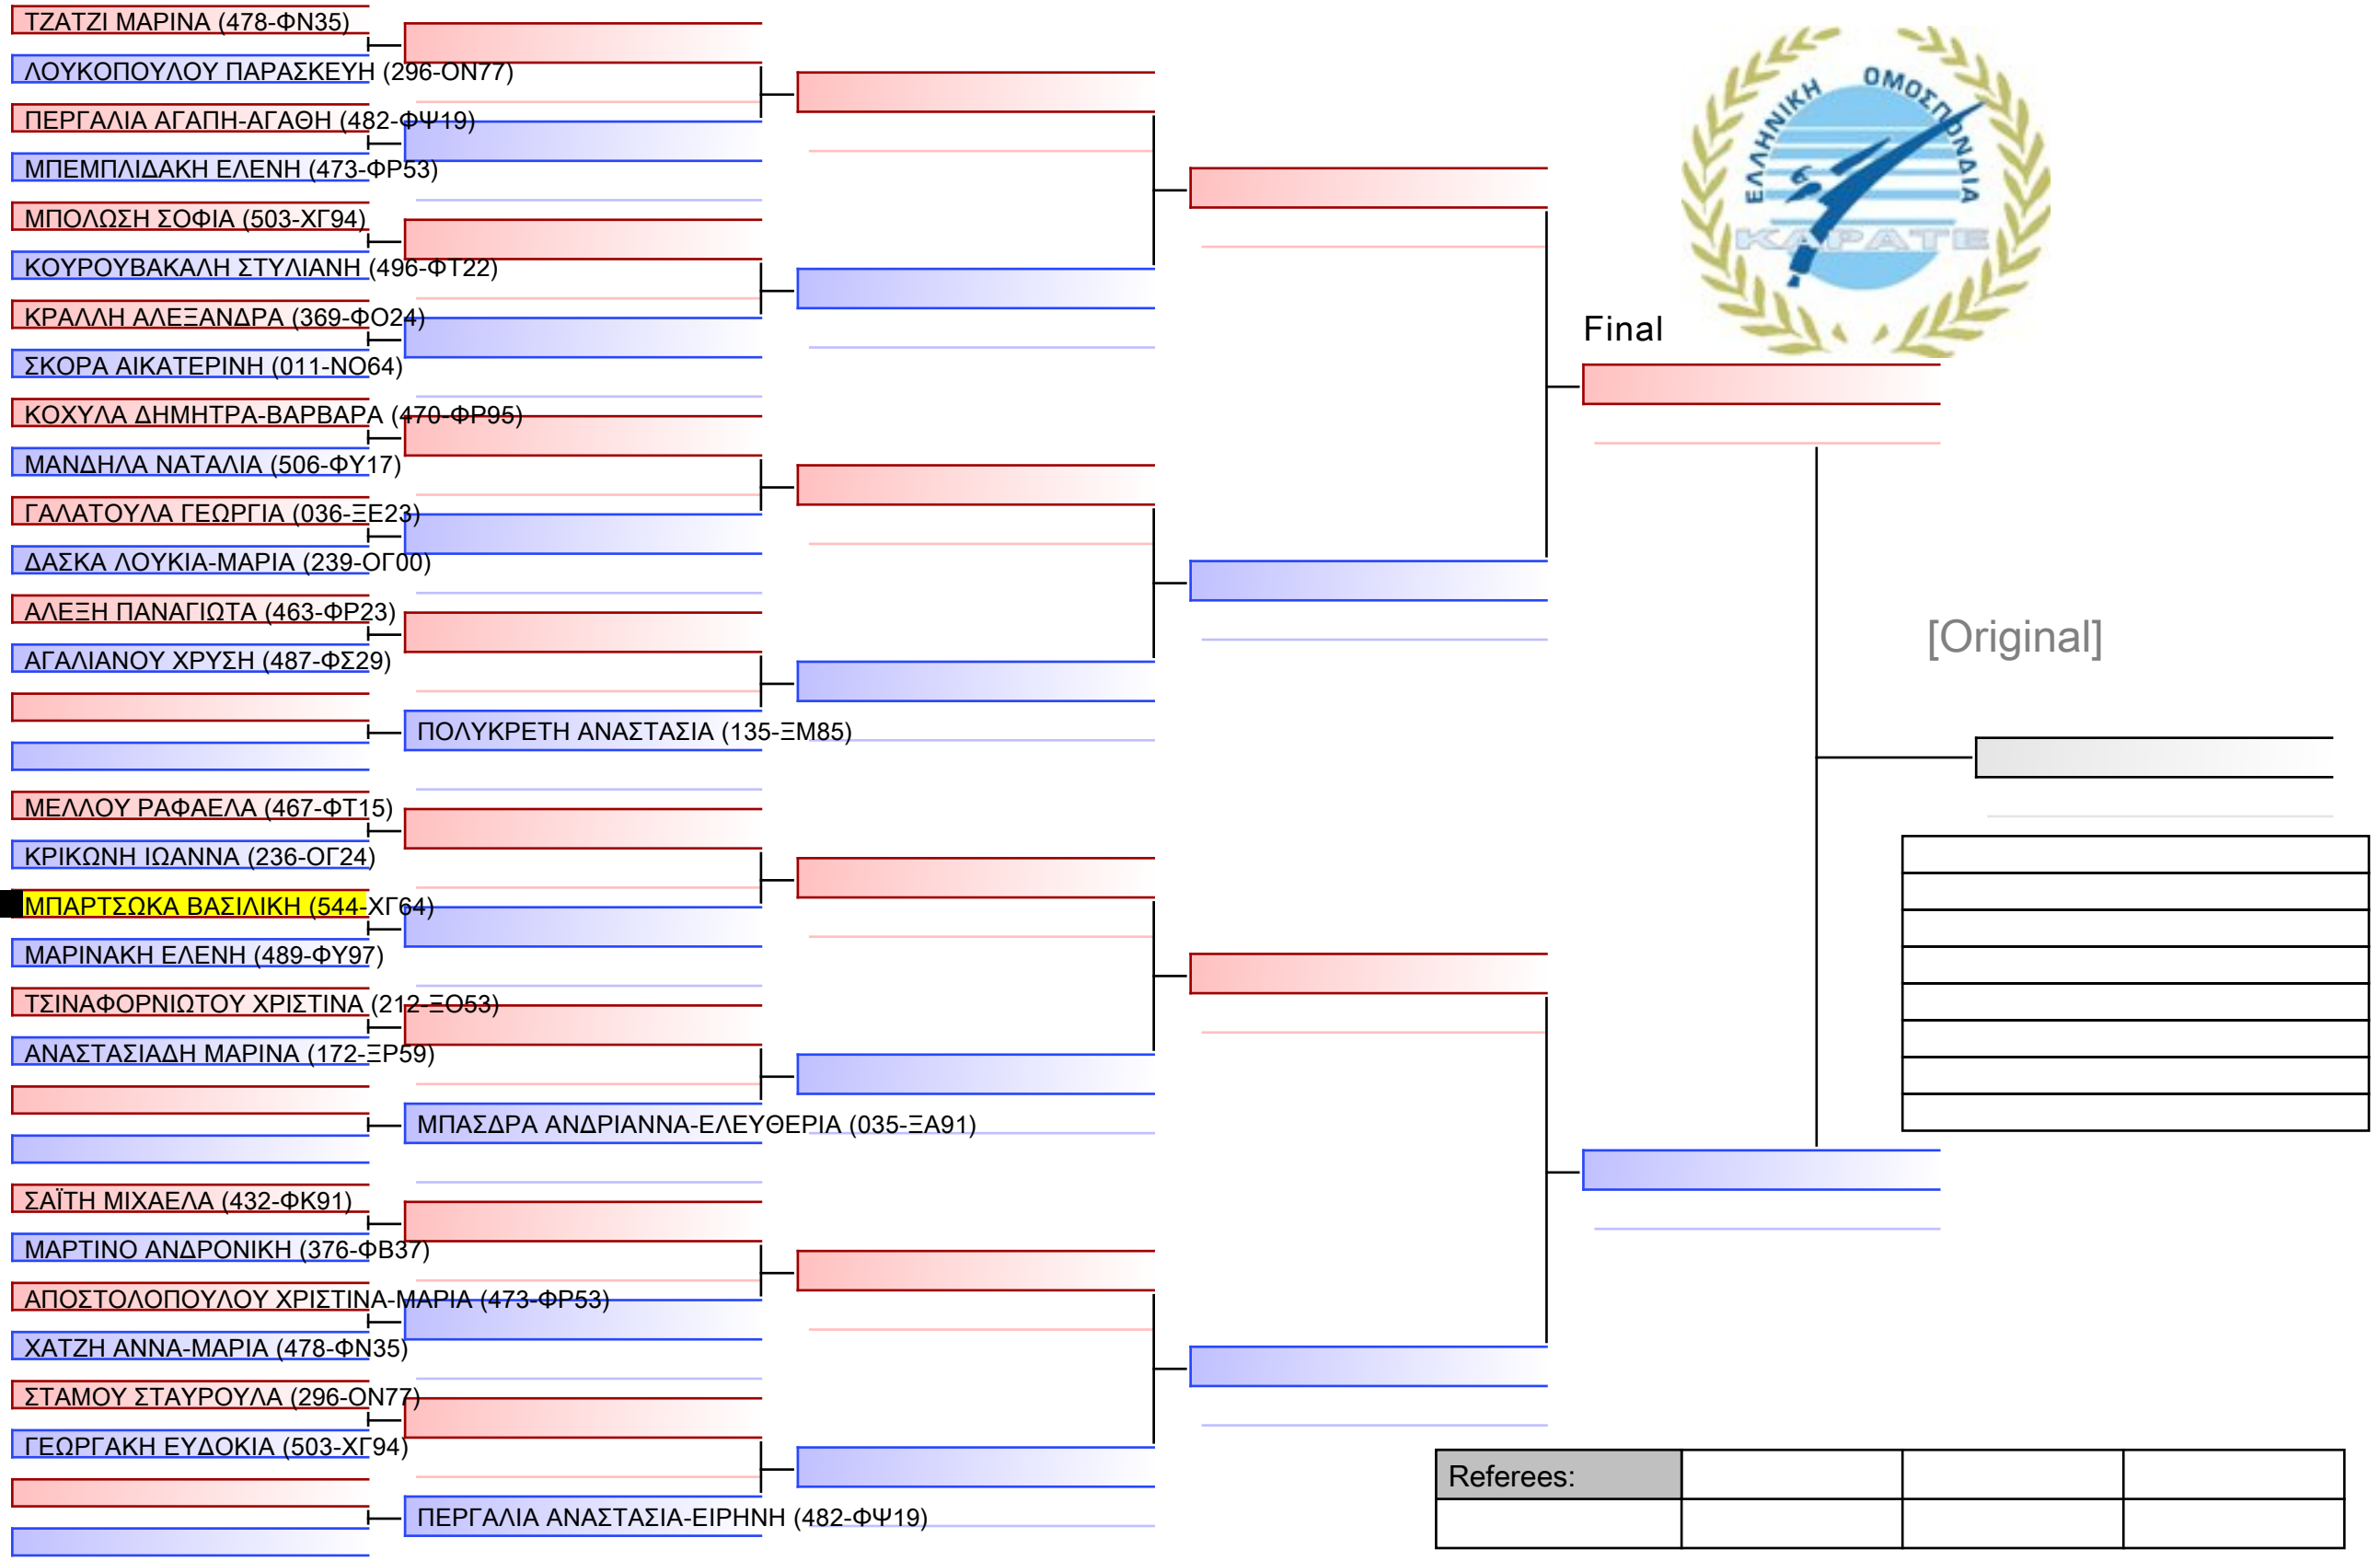 ΤΖΑΤΖΙ ΜΑΡΙΝΑ (478-ΦΝ35)
ΛΟΥΚΟΠΟΥΛΟΥ ΠΑΡΑΣΚΕΥΗ (296-ΟΝ77)
ΠΕΡΓΑΛΙΑ ΑΓΑΠΗ-ΑΓΑΘΗ (482-ΦΨ19)
ΜΠΕΜΠΛΙΔΑΚΗ ΕΛΕΝΗ (473-ΦΡ53)
ΜΠΟΛΩΣΗ ΣΟΦΙΑ (503-ΧΓ94)
ΚΟΥΡΟΥΒΑΚΑΛΗ ΣΤΥΛΙΑΝΗ (496-ΦΤ22)
ΚΡΑΛΛΗ ΑΛΕΞΑΝΔΡΑ (369-ΦΟ24)
ΣΚΟΡΑ ΑΙΚΑΤΕΡΙΝΗ (011-ΝΟ64)
ΚΟΧΥΛΑ ΔΗΜΗΤΡΑ-ΒΑΡΒΑΡΑ (470-ΦΡ95)
ΜΑΝΔΗΛΑ ΝΑΤΑΛΙΑ (506-ΦΥ17)
ΓΑΛΑΤΟΥΛΑ ΓΕΩΡΓΙΑ (036-ΞΕ23)
ΔΑΣΚΑ ΛΟΥΚΙΑ-ΜΑΡΙΑ (239-ΟΓ00)
ΑΛΕΞΗ ΠΑΝΑΓΙΩΤΑ (463-ΦΡ23)
ΑΓΑΛΙΑΝΟΥ ΧΡΥΣΗ (487-ΦΣ29)
ΠΟΛΥΚΡΕΤΗ ΑΝΑΣΤΑΣΙΑ (135-ΞΜ85)
ΜΕΛΛΟΥ ΡΑΦΑΕΛΑ (467-ΦΤ15)
ΚΡΙΚΩΝΗ ΙΩΑΝΝΑ (236-ΟΓ24)
ΜΠΑΡΤΣΩΚΑ ΒΑΣΙΛΙΚΗ (544-ΧΓ64)
ΜΑΡΙΝΑΚΗ ΕΛΕΝΗ (489-ΦΥ97)
ΤΣΙΝΑΦΟΡΝΙΩΤΟΥ ΧΡΙΣΤΙΝΑ (212-ΞΟ53)
ΑΝΑΣΤΑΣΙΑΔΗ ΜΑΡΙΝΑ (172-ΞΡ59)
ΜΠΑΣΔΡΑ ΑΝΔΡΙΑΝΝΑ-ΕΛΕΥΘΕΡΙΑ (035-ΞΑ91)
ΣΑΪΤΗ ΜΙΧΑΕΛΑ (432-ΦΚ91)
ΜΑΡΤΙΝΟ ΑΝΔΡΟΝΙΚΗ (376-ΦΒ37)
ΑΠΟΣΤΟΛΟΠΟΥΛΟΥ ΧΡΙΣΤΙΝΑ-ΜΑΡΙΑ (473-ΦΡ53)
ΧΑΤΖΗ ΑΝΝΑ-ΜΑΡΙΑ (478-ΦΝ35)
ΣΤΑΜΟΥ ΣΤΑΥΡΟΥΛΑ (296-ΟΝ77)
ΓΕΩΡΓΑΚΗ ΕΥΔΟΚΙΑ (503-ΧΓ94)
ΠΕΡΓΑΛΙΑ ΑΝΑΣΤΑΣΙΑ-ΕΙΡΗΝΗ (482-ΦΨ19)
ΕΛΛΗΝΙΚΗ ΟΜΟΣΠΟΝΔΙΑ
ΚΑΡΑΤΕ
Final
[Original]
Referees: